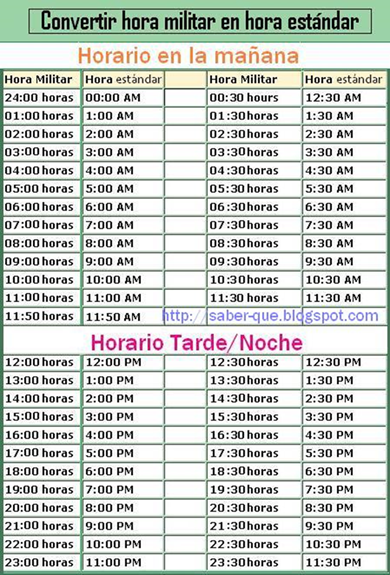 Convertir hora militar en hora estándar
Horario en la mañana
Hora Militar Hora estándar Hora Militar Hora estándar
24:00 horas 00:00 AM 00:30 hours 12:30 AM
01:00 horas 1:00 AM 01:30 horas 1:30 AM
02:00 horas 2:00 AM 02:30 horas 2:30 AM
03:00 horas 3:00 AM 03:30 horas 3:30 AM
04:00 horas 4:00 AM 04:30 horas 4:30 AM
05:00 horas 5:00 AM 05:30 horas 5:30 AM
06:00 horas 6:00 AM 06:30 horas 6:30 AM
07:00 horas 7:00 AM 07:30 horas 7:30 AM
08:00 horas 8:00 AM 08:30 horas 8:30 AM
09:00 horas 9:00 AM 09:30 horas 9:30 AM
10:00 horas 10:00 AM 10:30 horas 10:30 AM
11:00 horas 11:00 AM 11:30 horas 11:30 AM
11:50 horas 11:50 AM http://saber-que.blogspot.com
Horario Tarde/Noche
12:00 horas 12:00 PM 12:30 horas 12:30 PM
13:00 horas 1:00 PM 13:30 horas 1:30 PM
14:00 horas 2:00 PM 14:30 horas 2:30 PM
15:00 horas 3:00 PM 15:30 horas 3:30 PM
16:00 horas 4:00 PM 16:30 horas 4:30 PM
17:00 horas 5:00 PM 17:30 horas 5:30 PM
18:00 horas 6:00 PM 18:30 horas 6:30 PM
19:00 horas 7:00 PM 19:30 horas 7:30 PM
20:00 horas 8:00 PM 20:30 horas 8:30 PM
21:00 horas 9:00 PM 21:30 horas 9:30 PM
22:00 horas 10:00 PM 22:30 horas 10:30 PM
23:00 horas 11:00 PM 23:30 horas 11:30 PM